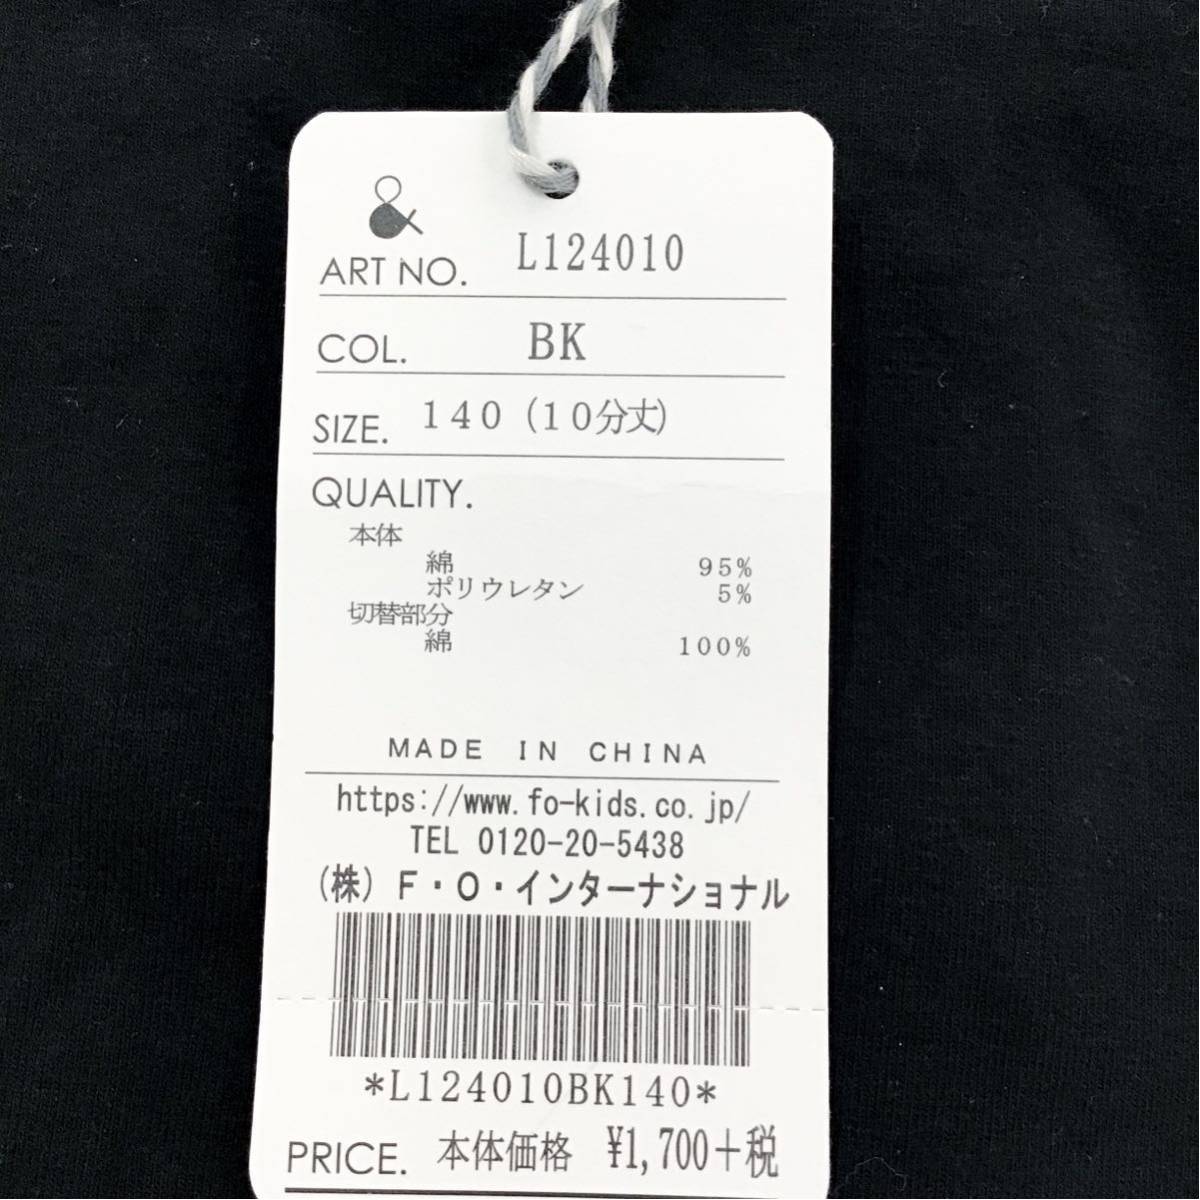 &
ART NO. L124010
COL. BK
SIZE. 140(10分丈)
QUALITY.
本体
綿 95%
ポリウレタン 5%
切替部分
綿 100%
MADE IN CHINA
https://www.fo-kids.co.jp/
TEL 0120-20-5438
(株)F・O・インターナショナル
*L124010BK140*
PRICE. 本体価格 ¥1,700+税